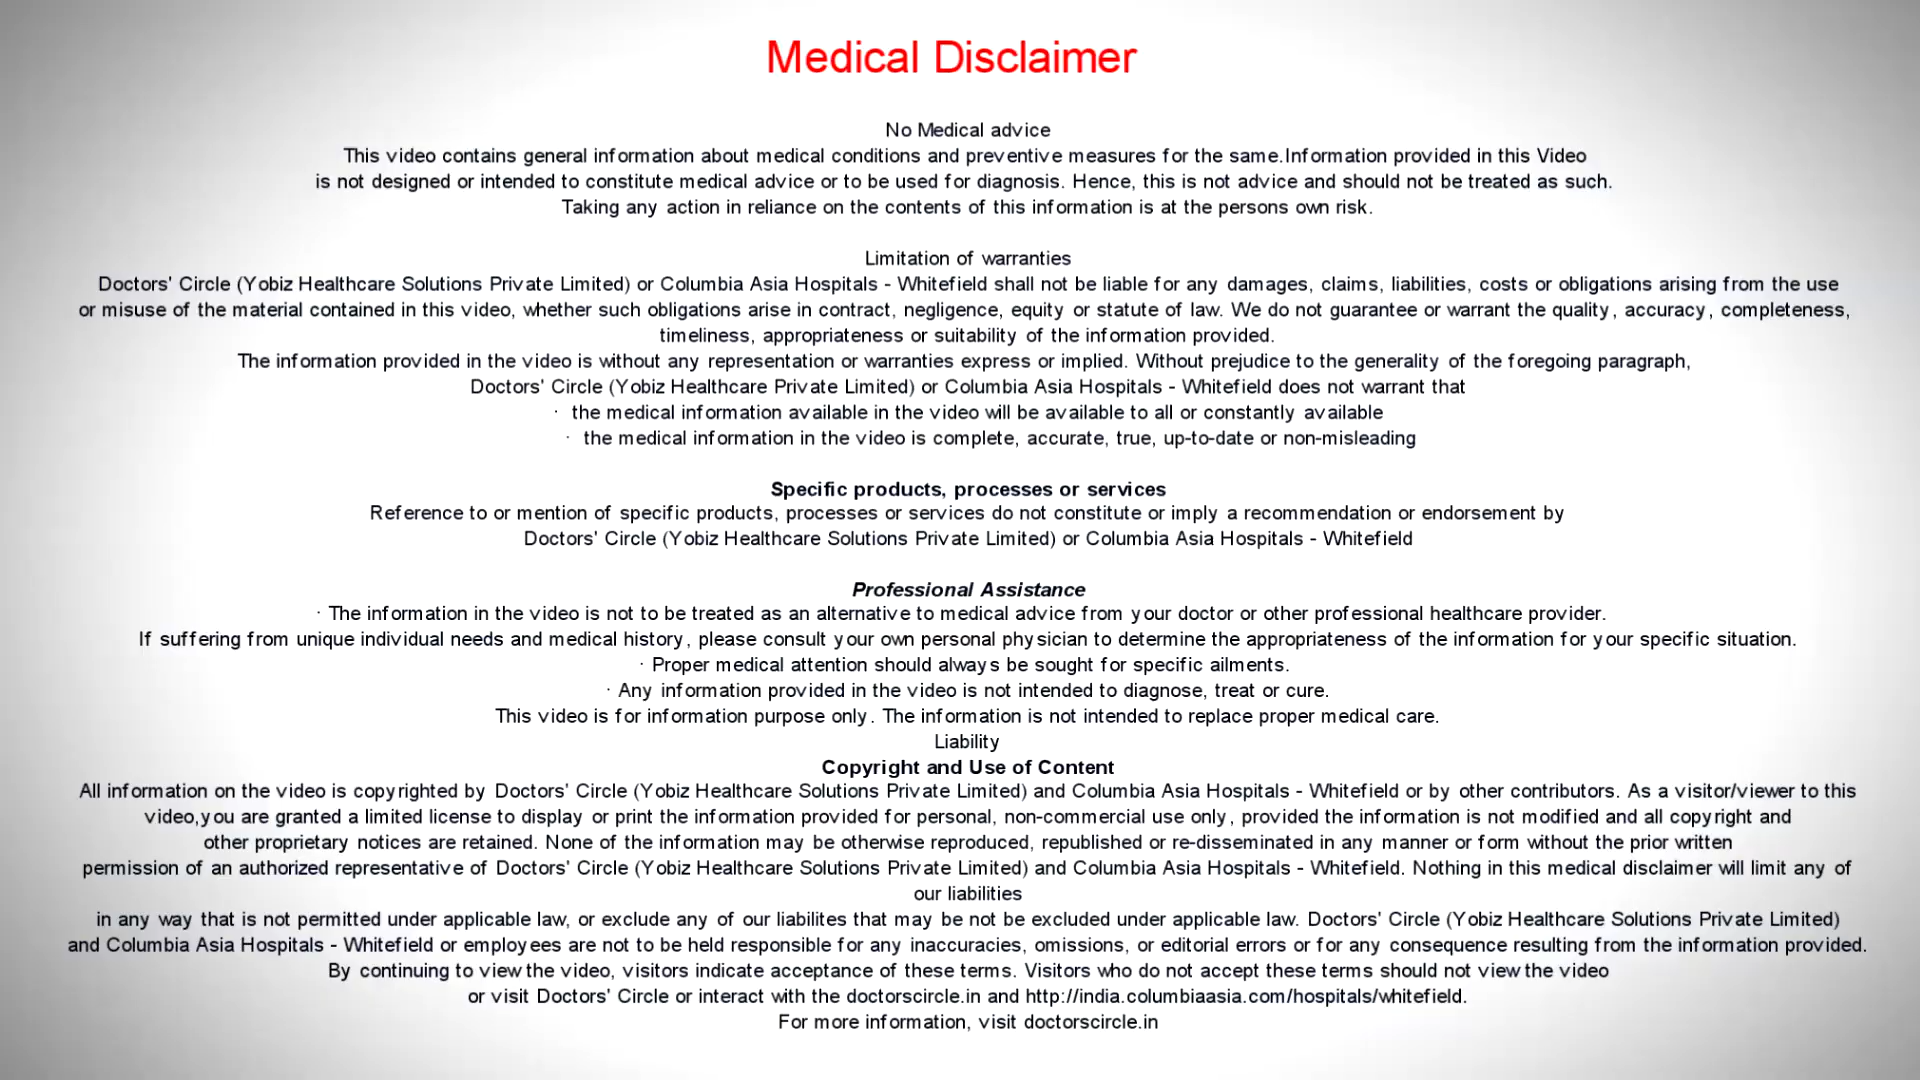 Medical Disclaimer
No Medical advice
This video contains general information about medical conditions and preventive measures for the same.Information provided in this Video
is not designed or intended to constitute medical advice or to be used for diagnosis. Hence, this is not advice and should not be treated as such.
Taking any action in reliance on the contents of this information is at the persons own risk.
Limitation of warranties
Doctors' Circle (Yobiz Healthcare Solutions Private Limited) or Columbia Asia Hospitals - Whitefield shall not be liable for any damages, claims, liabilities, costs or obligations arising from the use
or misuse of the material contained in this video, whether such obligations arise in contract, negligence, equity or statute of law. We do not guarantee or warrant the quality, accuracy, completeness,
timeliness, appropriateness or suitability of the information provided.
The information provided in the video is without any representation or warranties express or implied. Without prejudice to the generality of the foregoing paragraph,
Doctors' Circle (Yobiz Healthcare Private Limited) or Columbia Asia Hospitals - Whitefield does not warrant that
· the medical information available in the video will be available to all or constantly available
· the medical information in the video is complete, accurate, true, up-to-date or non-misleading
Specific products, processes or services
Reference to or mention of specific products, processes or services do not constitute or imply a recommendation or endorsement by
Doctors' Circle (Yobiz Healthcare Solutions Private Limited) or Columbia Asia Hospitals - Whitefield
Professional Assistance
· The information in the video is not to be treated as an alternative to medical advice from your doctor or other professional healthcare provider.
If suffering from unique individual needs and medical history, please consult your own personal physician to determine the appropriateness of the information for your specific situation.
· Proper medical attention should always be sought for specific ailments.
· Any information provided in the video is not intended to diagnose, treat or cure.
This video is for information purpose only. The information is not intended to replace proper medical care.
Liability
Copyright and Use of Content
All information on the video is copyrighted by Doctors' Circle (Yobiz Healthcare Solutions Private Limited) and Columbia Asia Hospitals - Whitefield or by other contributors. As a visitor/viewer to this
video,you are granted a limited license to display or print the information provided for personal, non-commercial use only, provided the information is not modified and all copyright and
other proprietary notices are retained. None of the information may be otherwise reproduced, republished or re-disseminated in any manner or form without the prior written
permission of an authorized representative of Doctors' Circle (Yobiz Healthcare Solutions Private Limited) and Columbia Asia Hospitals - Whitefield. Nothing in this medical disclaimer will limit any of
our liabilities
in any way that is not permitted under applicable law, or exclude any of our liabilites that may be not be excluded under applicable law. Doctors' Circle (Yobiz Healthcare Solutions Private Limited)
and Columbia Asia Hospitals - Whitefield or employees are not to be held responsible for any inaccuracies, omissions, or editorial errors or for any consequence resulting from the information provided.
By continuing to view the video, visitors indicate acceptance of these terms. Visitors who do not accept these terms should not view the video
or visit Doctors' Circle or interact with the doctorscircle.in and http://india.columbiaasia.com/hospitals/whitefield.
For more information, visit doctorscircle.in